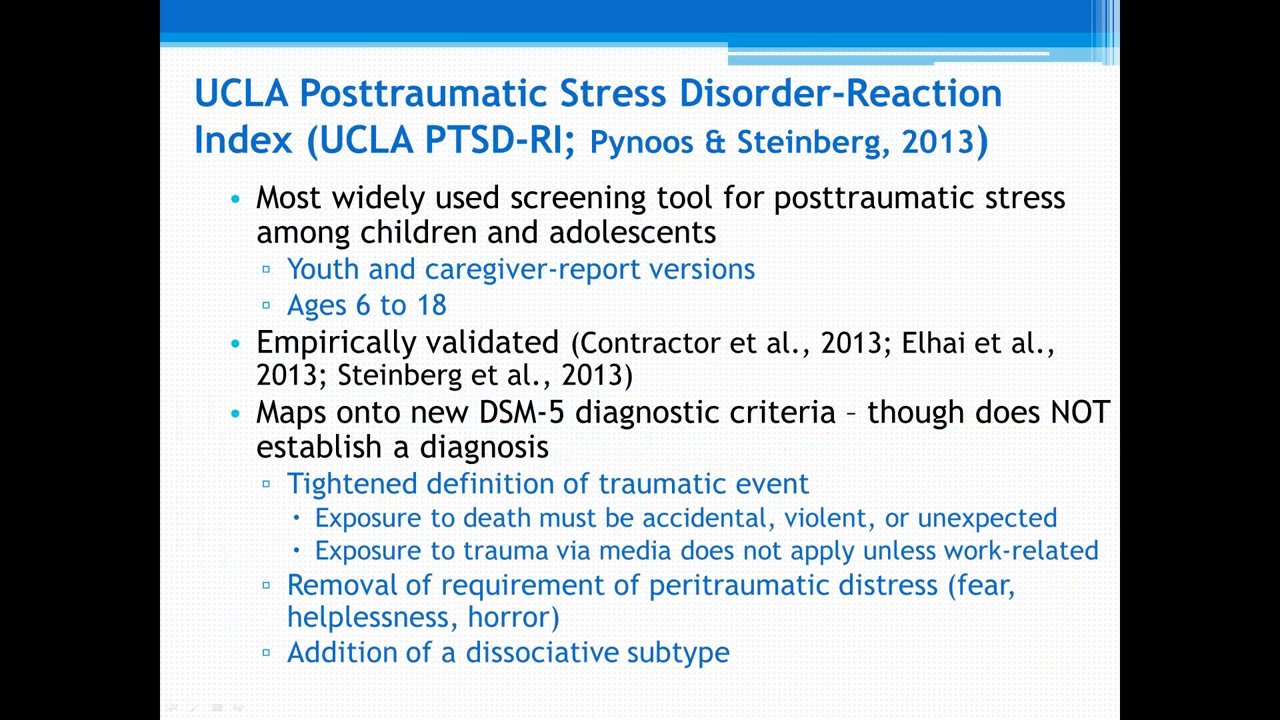 UCLA Posttraumatic Stress Disorder-Reaction
Index (UCLA PTSD-RI; Pynoos & Steinberg, 2013)
• Most widely used screening tool for posttraumatic stress
among children and adolescents
▫ Youth and caregiver-report versions
▫ Ages 6 to 18
• Empirically validated (Contractor et al., 2013; Elhai et al.,
2013; Steinberg et al., 2013)
• Maps onto new DSM-5 diagnostic criteria – though does NOT
establish a diagnosis
▫ Tightened definition of traumatic event
• Exposure to death must be accidental, violent, or unexpected
• Exposure to trauma via media does not apply unless work-related
▫ Removal of requirement of peritraumatic distress (fear,
helplessness, horror)
▫ Addition of a dissociative subtype